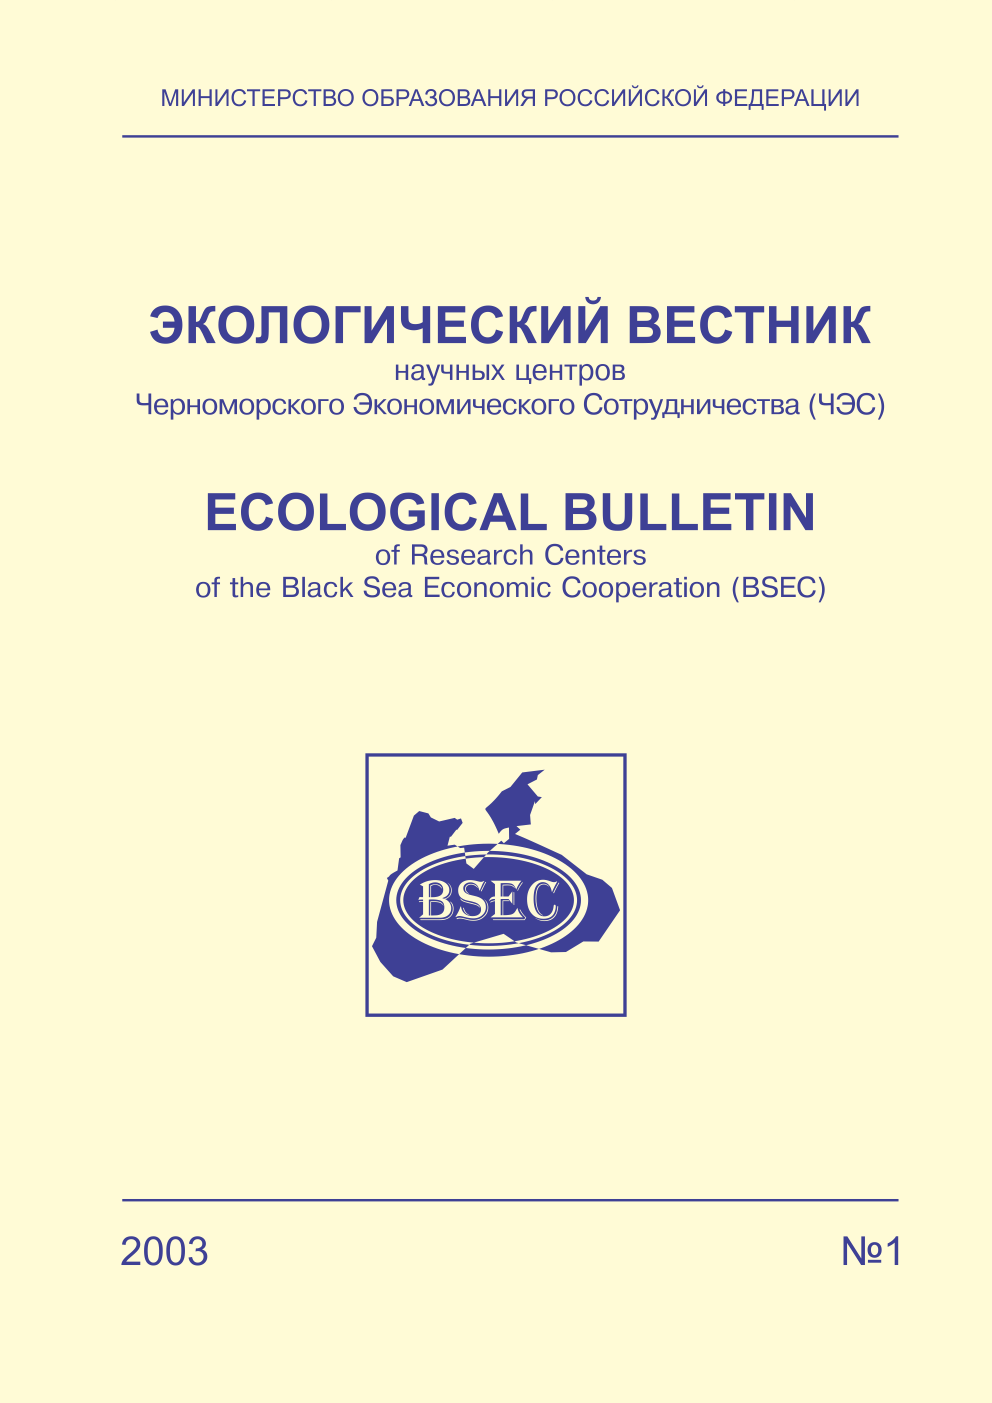 МИНИСТЕРСТВО ОБРАЗОВАНИЯ РОССИЙСКОЙ ФЕДЕРАЦИИ
ЭКОЛОГИЧЕСКИЙ ВЕСТНИК
научных центров
Черноморского Экономического Сотрудничества (ЧЭС)
ECOLOGICAL BULLETIN
of Research Centers
of the Black Sea Economic Cooperation (BSEC)
BSEC
2003 №1